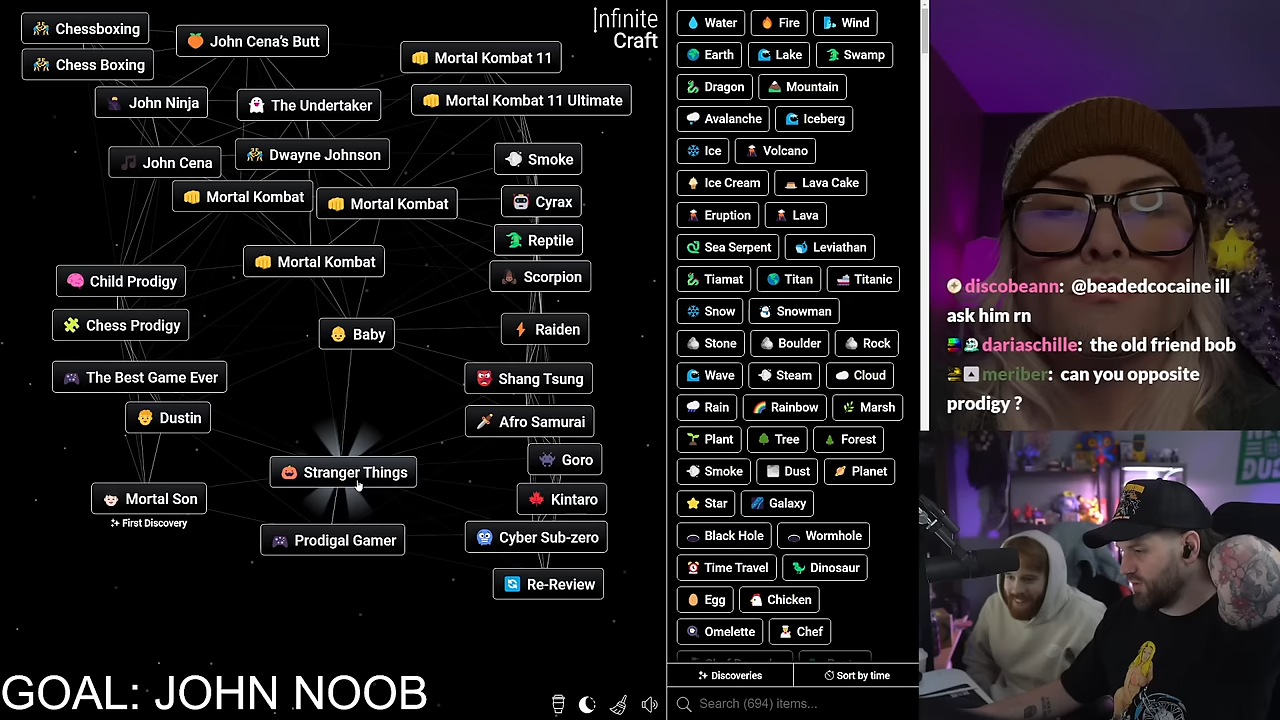 Chessboxing
Chess Boxing
John Cena's Butt
Mortal Kombat 11
Infinite
Craft
John Ninja
The Undertaker
Mortal Kombat 11 Ultimate
John Cena
Dwayne Johnson
Smoke
Mortal Kombat
Mortal Kombat
Cyrax
Reptile
Mortal Kombat
Scorpion
Child Prodigy
Chess Prodigy
Baby
Raiden
The Best Game Ever
Shang Tsung
Dustin
Afro Samurai
Goro
Stranger Things
Mortal Son
First Discovery
Kintaro
Prodigal Gamer
Cyber Sub-zero
Re-Review
GOAL: JOHN NOOB
Water Fire Wind
Earth Lake Swamp
Dragon Mountain
Avalanche Iceberg
Ice Volcano
Ice Cream Lava Cake
Eruption Lava
Sea Serpent Leviathan
Tiamat Titan Titanic
Snow Snowman
Stone Boulder Rock
Wave Steam Cloud
Rain Rainbow Marsh
Plant Tree Forest
Smoke Dust Planet
Star Galaxy
Black Hole Wormhole
Time Travel Dinosaur
Egg Chicken
Omelette Chef
Discoveries Sort by time
Search (694) items...
discobeann: @beadedcocaine ill
ask him rn
dariaschille: the old friend bob
meriber: can you opposite
prodigy ?